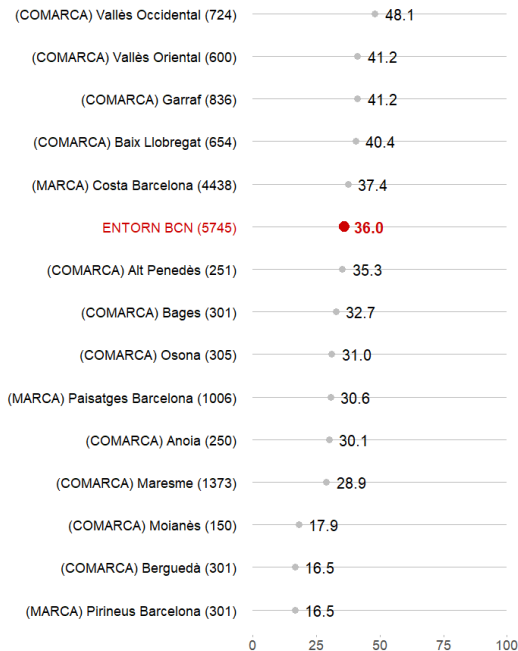 (COMARCA) Vallès Occidental (724) 48.1
(COMARCA) Vallès Oriental (600) 41.2
(COMARCA) Garraf (836) 41.2
(COMARCA) Baix Llobregat (654) 40.4
(MARCA) Costa Barcelona (4438) 37.4
ENTORN BCN (5745) 36.0
(COMARCA) Alt Penedès (251) 35.3
(COMARCA) Bages (301) 32.7
(COMARCA) Osona (305) 31.0
(MARCA) Paisatges Barcelona (1006) 30.6
(COMARCA) Anoia (250) 30.1
(COMARCA) Maresme (1373) 28.9
(COMARCA) Moianès (150) 17.9
(COMARCA) Berguedà (301) 16.5
(MARCA) Pirineus Barcelona (301) 16.5
0 25 50 75 100